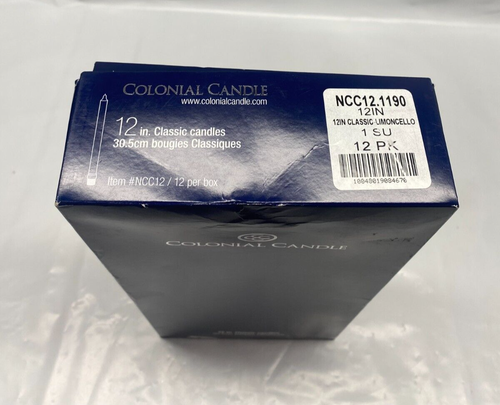 COLONIAL CANDLE
www.colonialcandle.com
12 in. Classic candles
30.5cm bougies Classiques
Item #NCC12 / 12 per box
NCC12.1190
12IN
12IN CLASSIC-LIMONCELLO
1 SU
12 PK
10048019084676
COLONIAL CANDLE